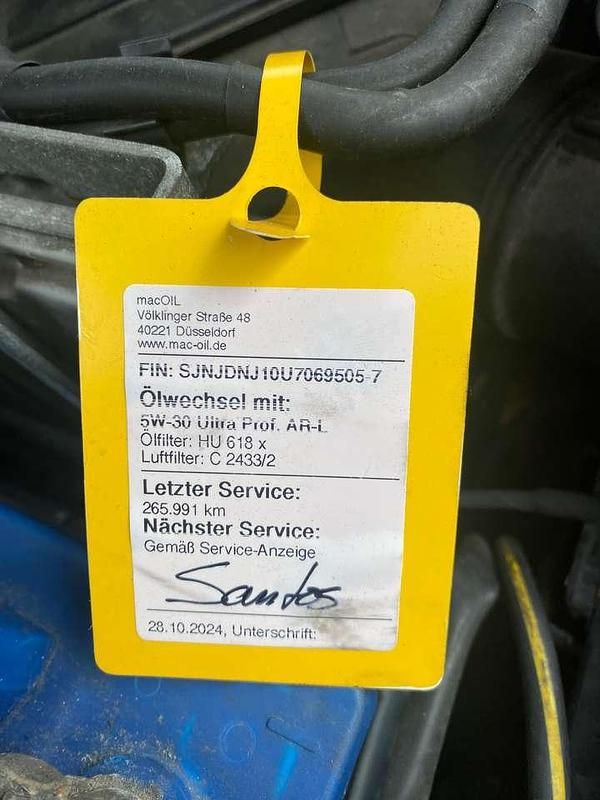 macOIL
Völklinger Straße 48
40221 Düsseldorf
www.mac-oil.de
FIN: SJNJDNJ10U7069505-7
Ölwechsel mit:
5W-30 Ultra Prof. AR-L
Ölfilter: HU 618 x
Luftfilter: C 2433/2
Letzter Service:
265.991 km
Nächster Service:
Gemäß Service-Anzeige
Santos
28.10.2024, Unterschrift: